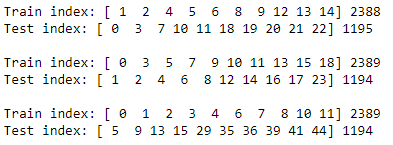 Train index: [ 1  2  4  5  6  8  9 12 13 14] 2388
Test index: [ 0  3  7 10 11 18 19 20 21 22] 1195

Train index: [ 0  3  5  7  9 10 11 13 15 18] 2389
Test index: [ 1  2  4  6  8 12 14 16 17 23] 1194

Train index: [ 0  1  2  3  4  6  7  8 10 11] 2389
Test index: [ 5  9 13 15 29 35 36 39 41 44] 1194